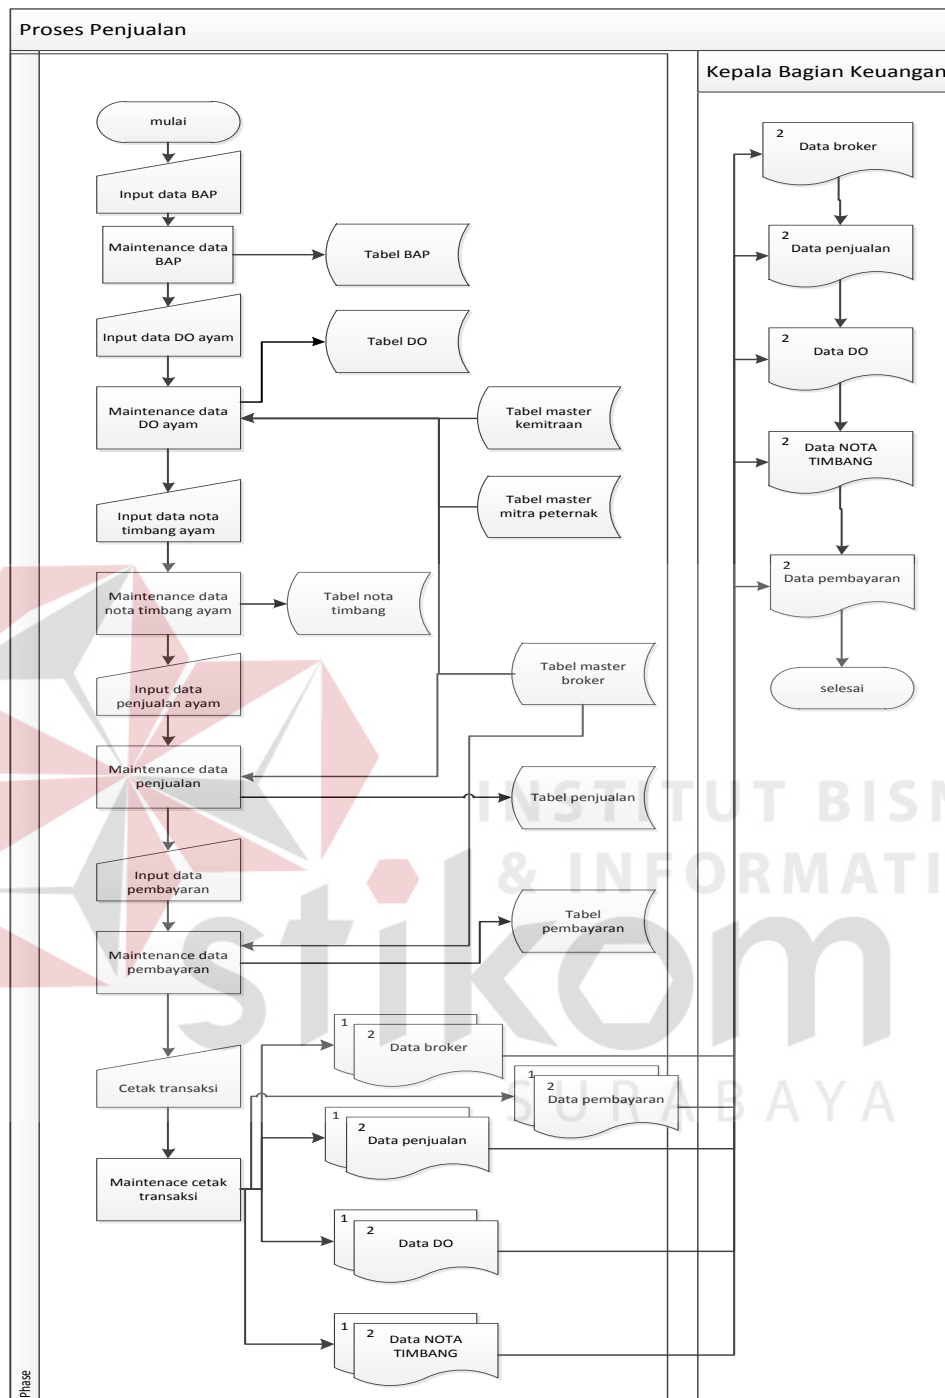 Proses Penjualan
Kepala Bagian Keuangan
mulai
Input data BAP
Maintenance data
BAP
Tabel BAP
Input data DO ayam
Tabel DO
Maintenance data
DO ayam
Tabel master
kemitraan
Tabel master
mitra peternak
Input data nota
timbang ayam
Maintenance data
nota timbang ayam
Tabel nota
timbang
Input data
penjualan ayam
Tabel master
broker
Maintenance data
penjualan
Tabel penjualan
Input data
pembayaran
Tabel
pembayaran
Maintenance data
pembayaran
Cetak transaksi
Maintenace cetak
transaksi
1
2
Data broker
1
2
Data pembayaran
1
2
Data penjualan
1
2
Data DO
1
2
Data NOTA
TIMBANG
2
Data broker
2
Data penjualan
2
Data DO
2
Data NOTA
TIMBANG
2
Data pembayaran
selesai
Phase
INSTITUT BISN
& INFORMATI
stikom
SURABAYA